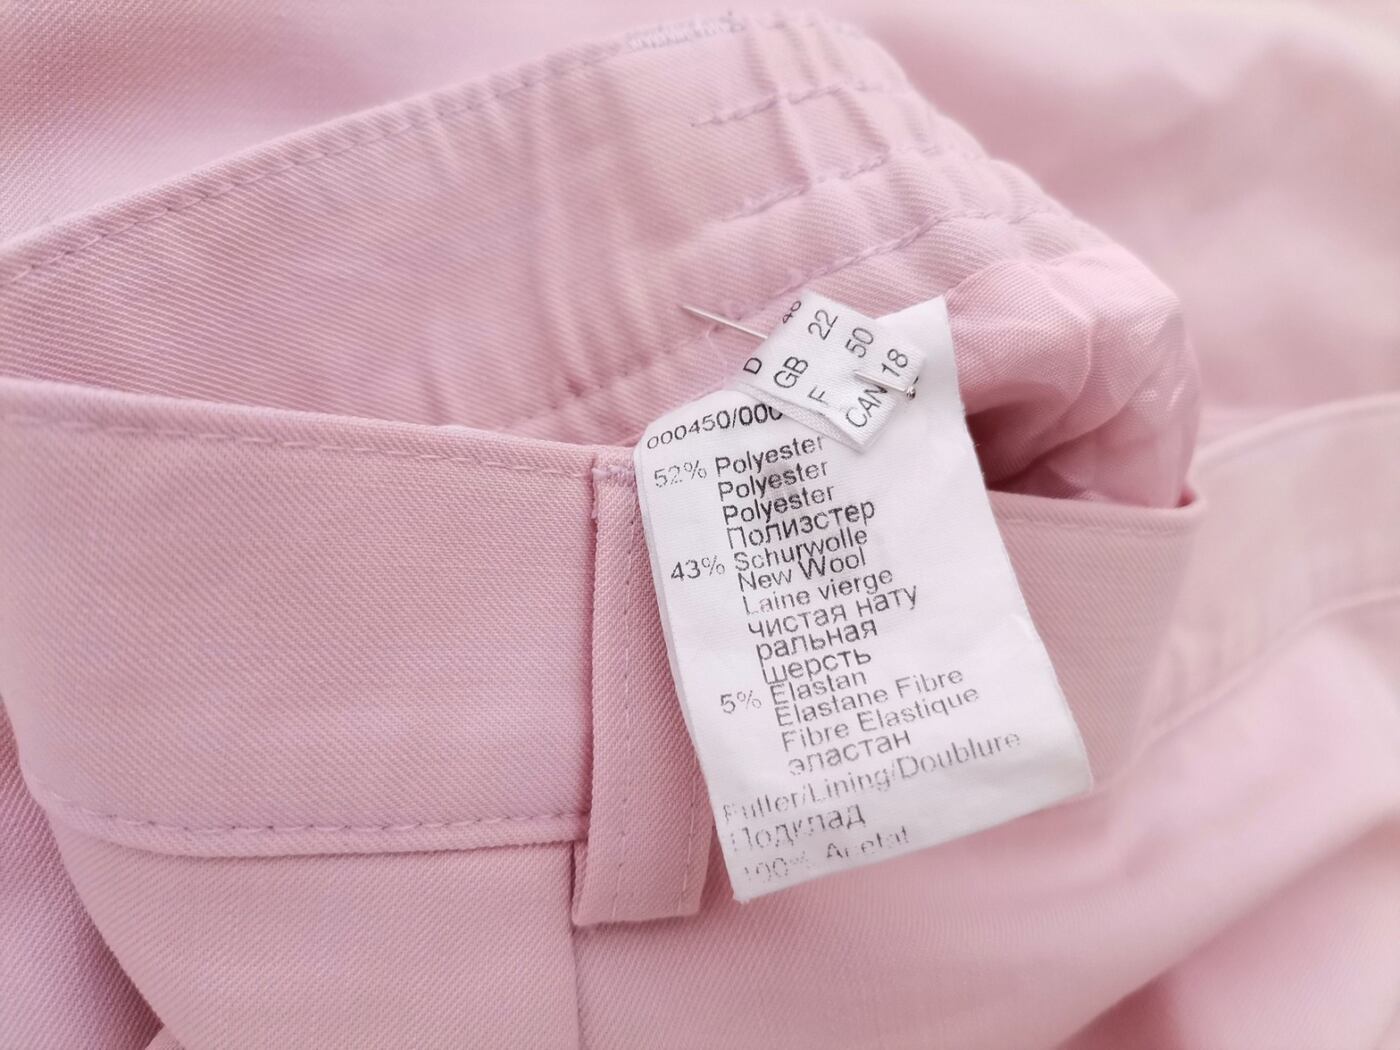 D 48
GB 22
F 50
CAN 18
000450/000
52% Polyester
Polyester
Polyester
Полиэстер
43% Schurwolle
New Wool
Laine vierge
чистая нату
ральная
шерсть
5% Elastan
Elastane Fibre
Fibre Elastique
эластан
Futter/Lining/Doublure
Подклад
100% Acetat